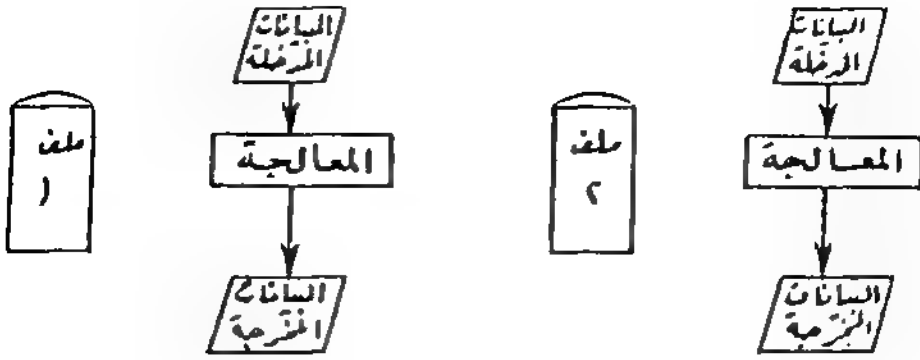 البيانات
المدخلة
البيانات
المدخلة
ملف
١
المعالجة
ملف
٢
المعالجة
البيانات
المخرجة
البيانات
المخرجة